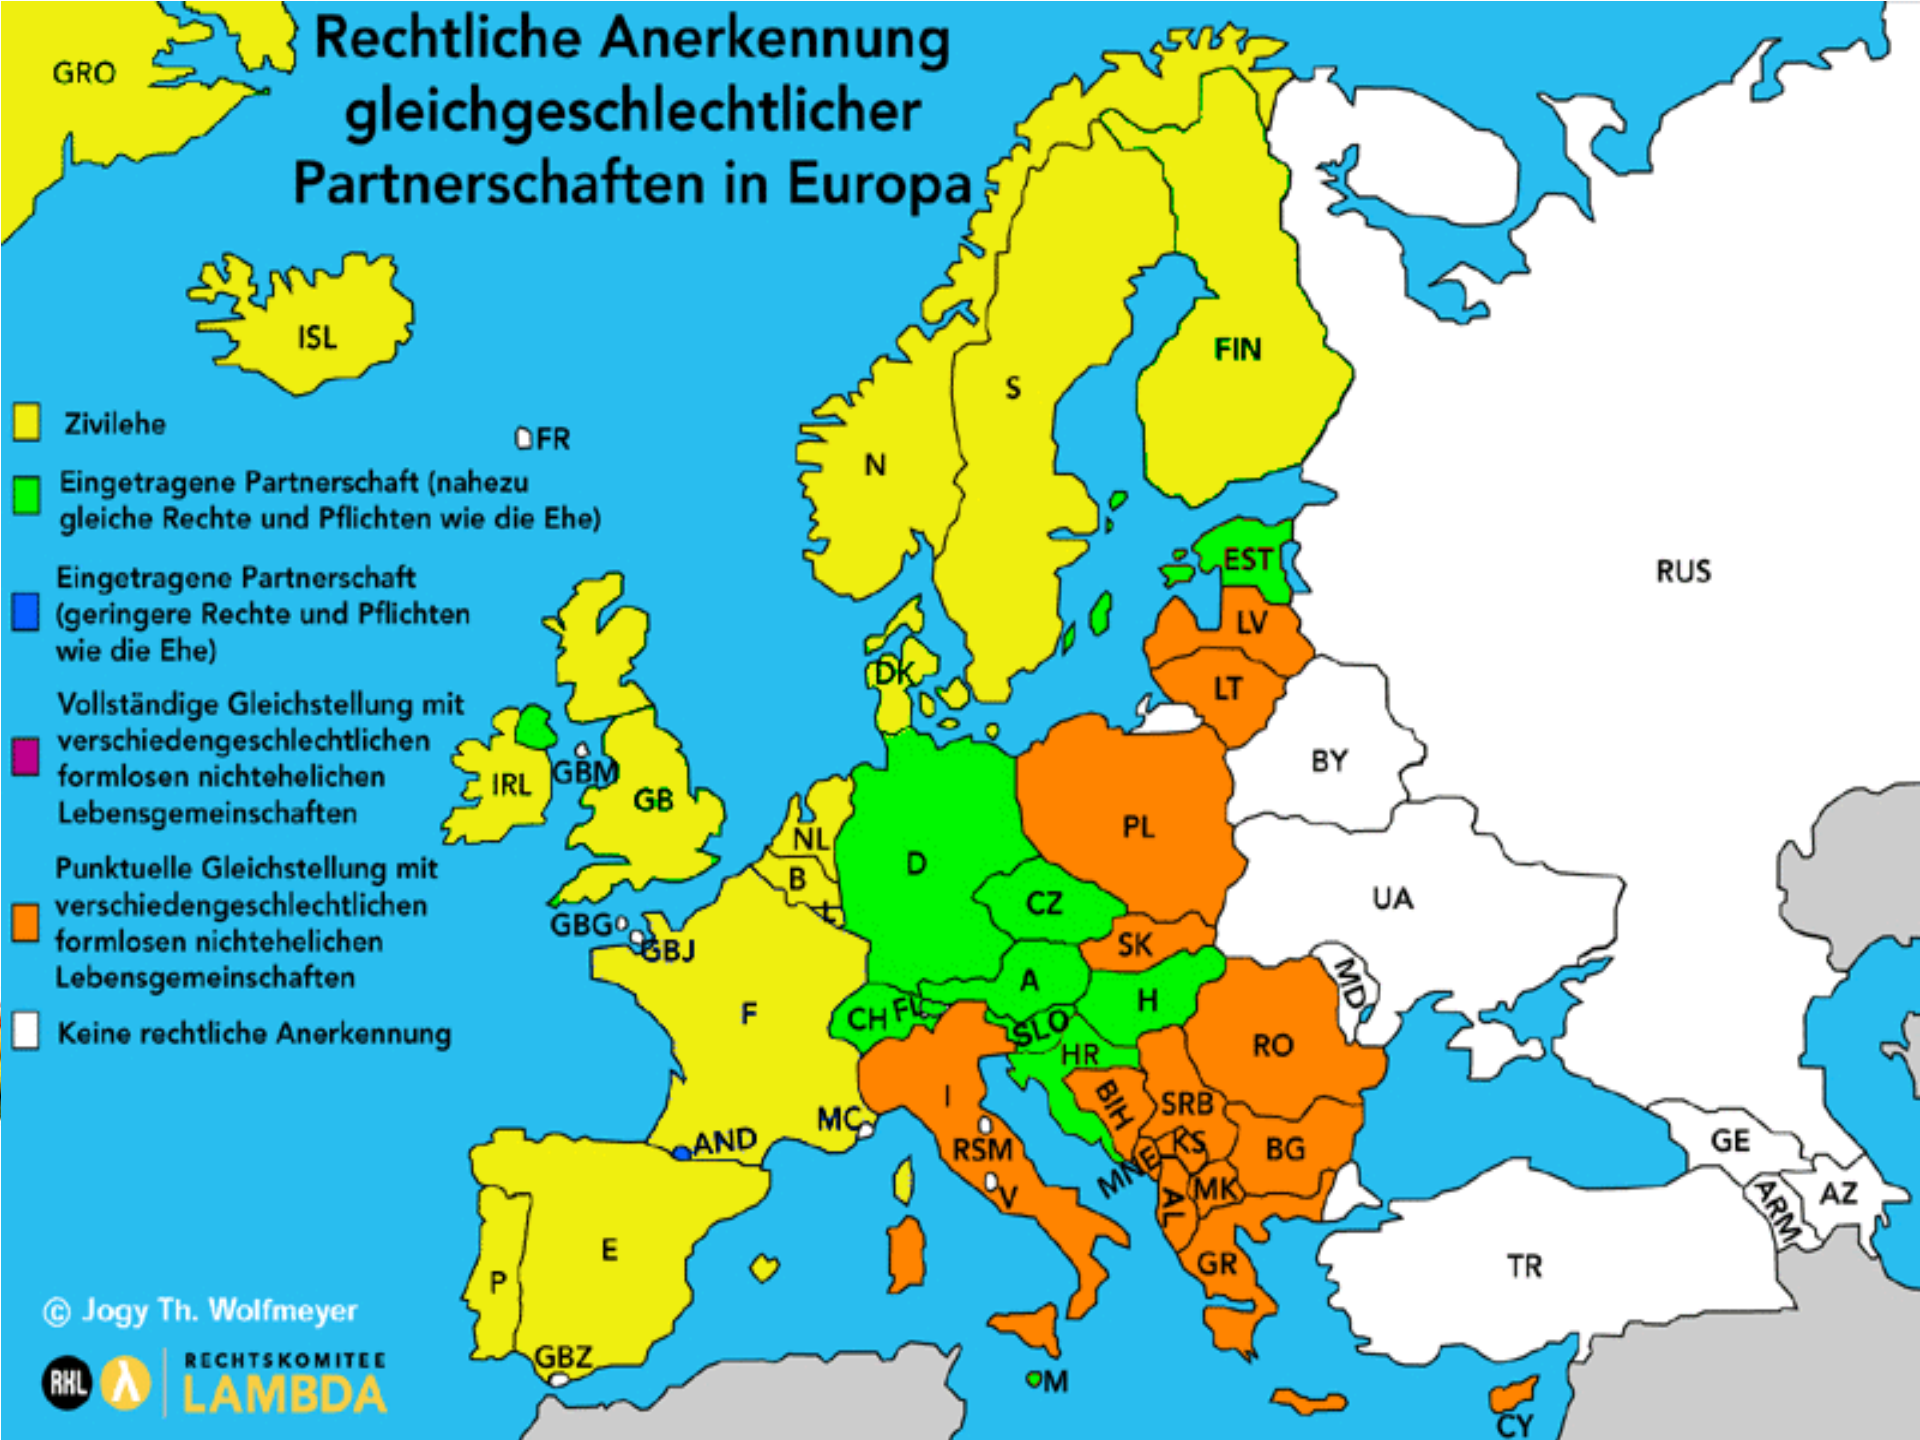 Rechtliche Anerkennung
gleichgeschlechtlicher
Partnerschaften in Europa
GRO
ISL
FR
N
S
FIN
RUS
EST
LV
LT
DK
BY
GBM
IRL
GB
NL
B
L
D
PL
CZ
UA
GBG
GBJ
SK
MD
A
H
F
CH
FL
SLO
HR
RO
I
BIH
SRB
MC
AND
RSM
KS
BG
GE
MNE
V
AL
MK
AZ
ARM
E
P
GR
TR
GBZ
M
CY
Zivilehe
Eingetragene Partnerschaft (nahezu
gleiche Rechte und Pflichten wie die Ehe)
Eingetragene Partnerschaft
(geringere Rechte und Pflichten
wie die Ehe)
Vollständige Gleichstellung mit
verschiedengeschlechtlichen
formlosen nichtehelichen
Lebensgemeinschaften
Punktuelle Gleichstellung mit
verschiedengeschlechtlichen
formlosen nichtehelichen
Lebensgemeinschaften
Keine rechtliche Anerkennung
© Jogy Th. Wolfmeyer
RKL λ RECHTSKOMITEE
LAMBDA